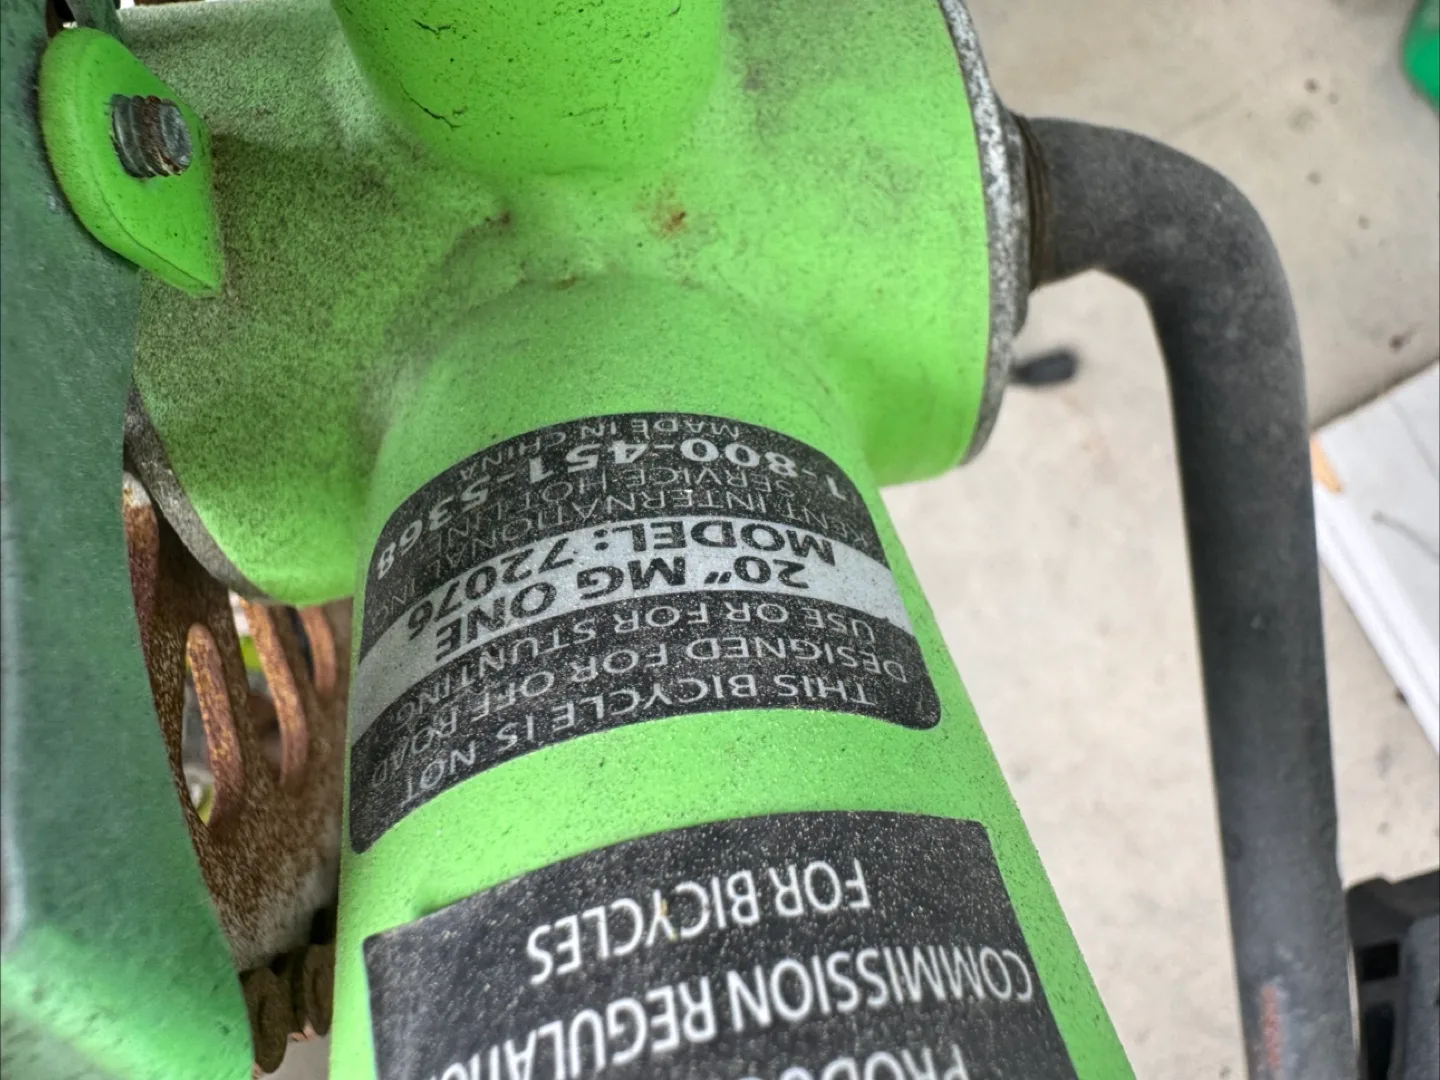 COMMISSION
FOR BICYCLES
THIS BICYCLE IS NOT
DESIGNED FOR OFF ROAD
USE OR FOR STUNTING.
20" MG ONE
MODEL: 72076
KENT INTERNATIONAL INC.
SERVICE HOT LINE
1-800-451-5368
MADE IN CHINA